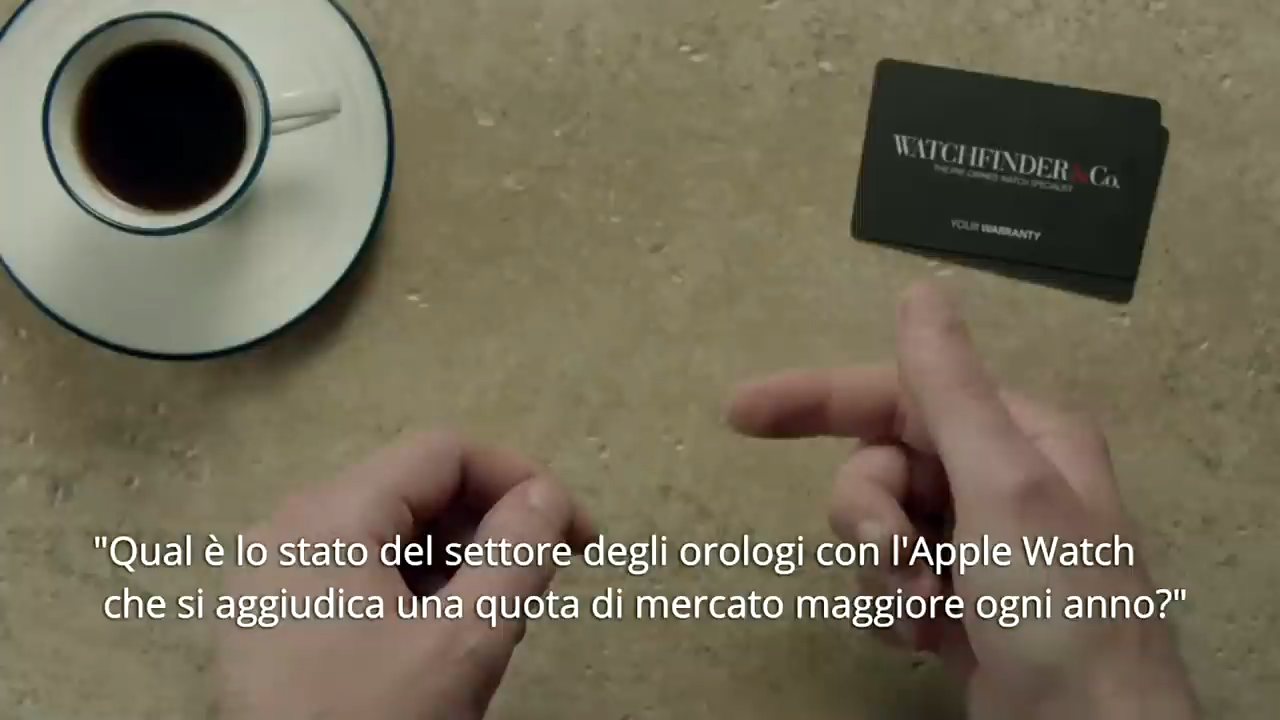 WATCHFINDER & Co.
THE PRE-OWNED WATCH SPECIALIST
YOUR WARRANTY
"Qual è lo stato del settore degli orologi con l'Apple Watch
che si aggiudica una quota di mercato maggiore ogni anno?"